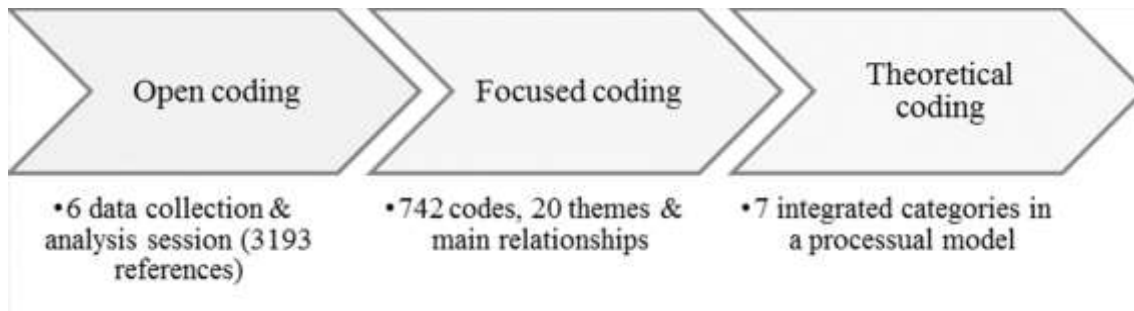 Open coding
Focused coding
Theoretical
coding
•6 data collection &
analysis session (3193
references)
•742 codes, 20 themes &
main relationships
•7 integrated categories in
a processual model